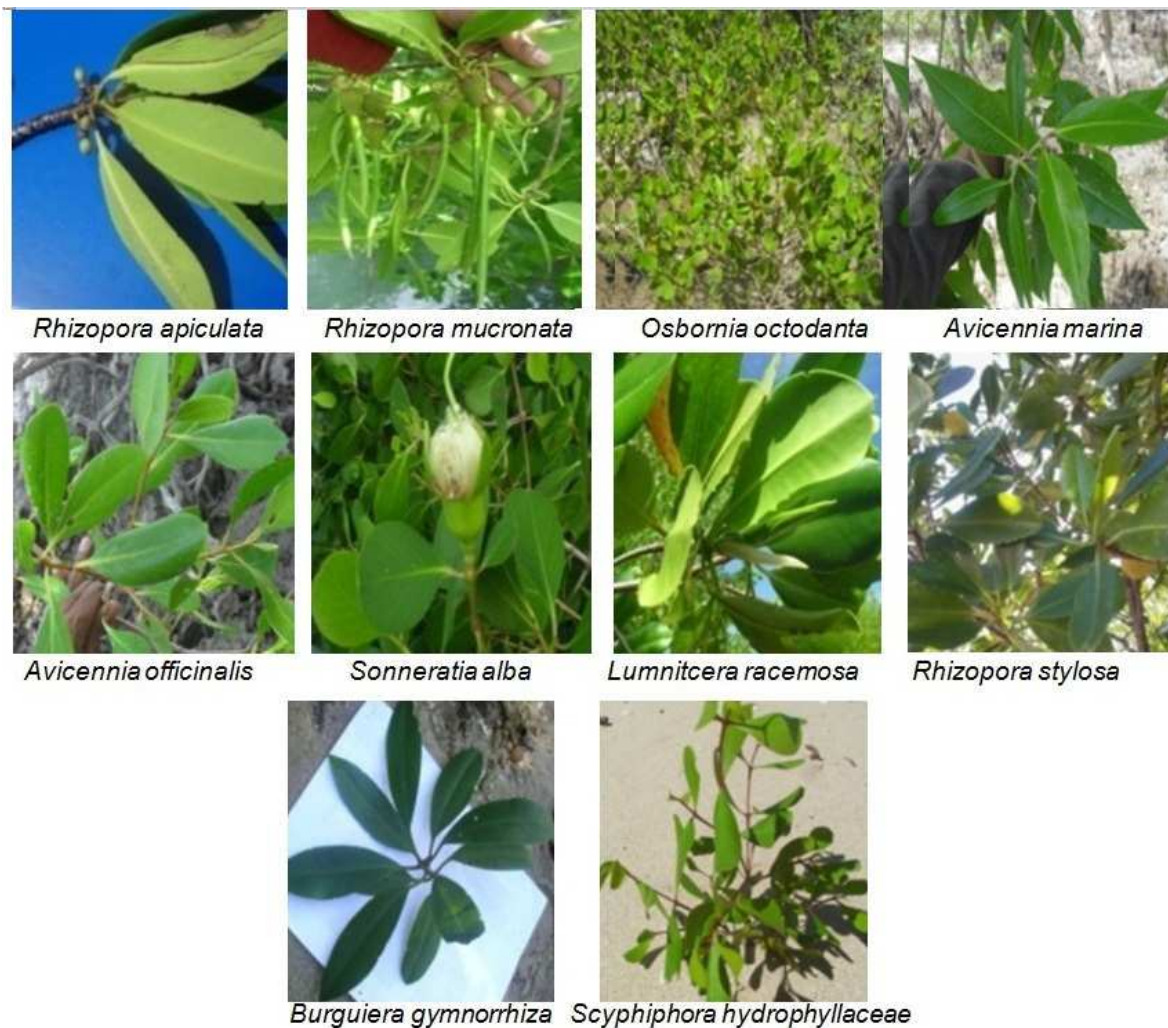 Rhizopora apiculata Rhizopora mucronata Osbornia octodanta Avicennia marina
Avicennia officinalis Sonneratia alba Lumnitcera racemosa Rhizopora stylosa
Burguiera gymnorrhiza Scyphiphora hydrophyllaceae